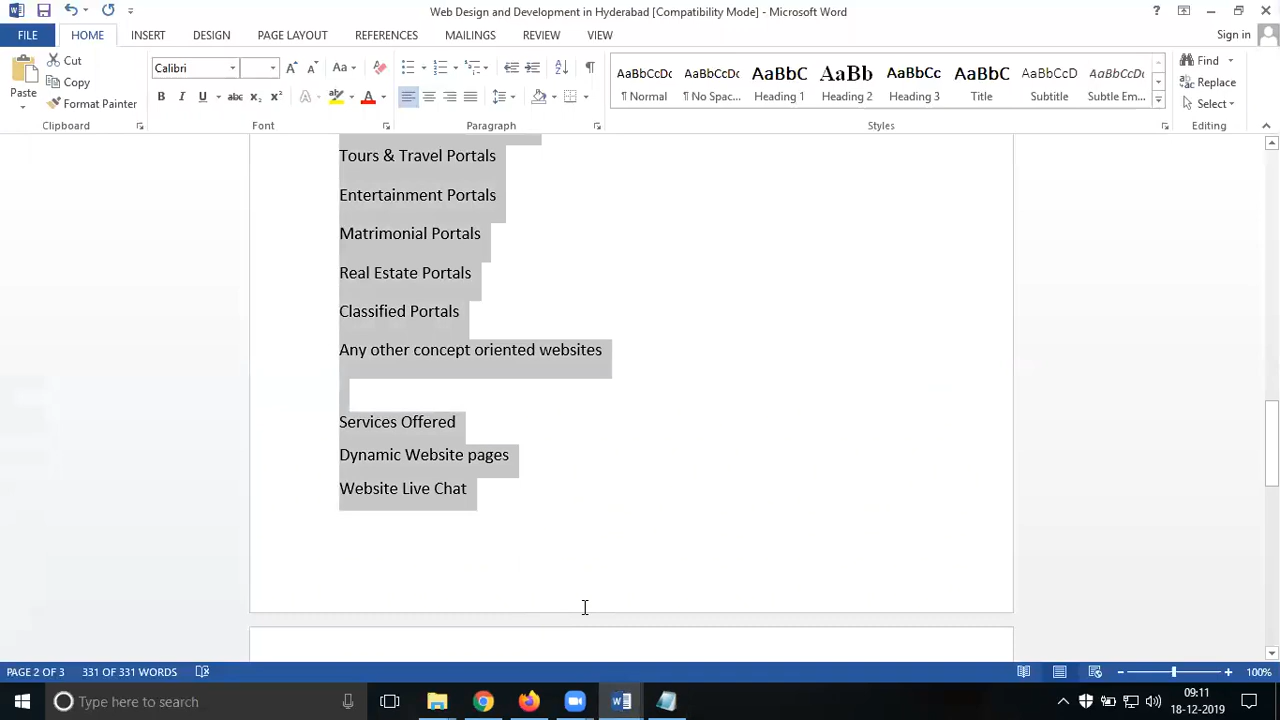 Web Design and Development in Hyderabad [Compatibility Mode] - Microsoft Word
FILE HOME INSERT DESIGN PAGE LAYOUT REFERENCES MAILINGS REVIEW VIEW Sign in
Paste
Cut
Copy
Format Painter
Clipboard
Calibri
Aa
B I U abc x₂ x² A A
Font
Paragraph
AaBbCcDc AaBbCcDc AaBbC AaBb AaBbCc AaBbC AaBbCcD AaBbCcDc
¶ Normal ¶ No Spac... Heading 1 Heading 2 Heading 3 Title Subtitle Subtle Em...
Styles
Find
Replace
Select
Editing
Tours & Travel Portals
Entertainment Portals
Matrimonial Portals
Real Estate Portals
Classified Portals
Any other concept oriented websites
Services Offered
Dynamic Website pages
Website Live Chat
PAGE 2 OF 3 331 OF 331 WORDS 100%
Type here to search
09:11
18-12-2019